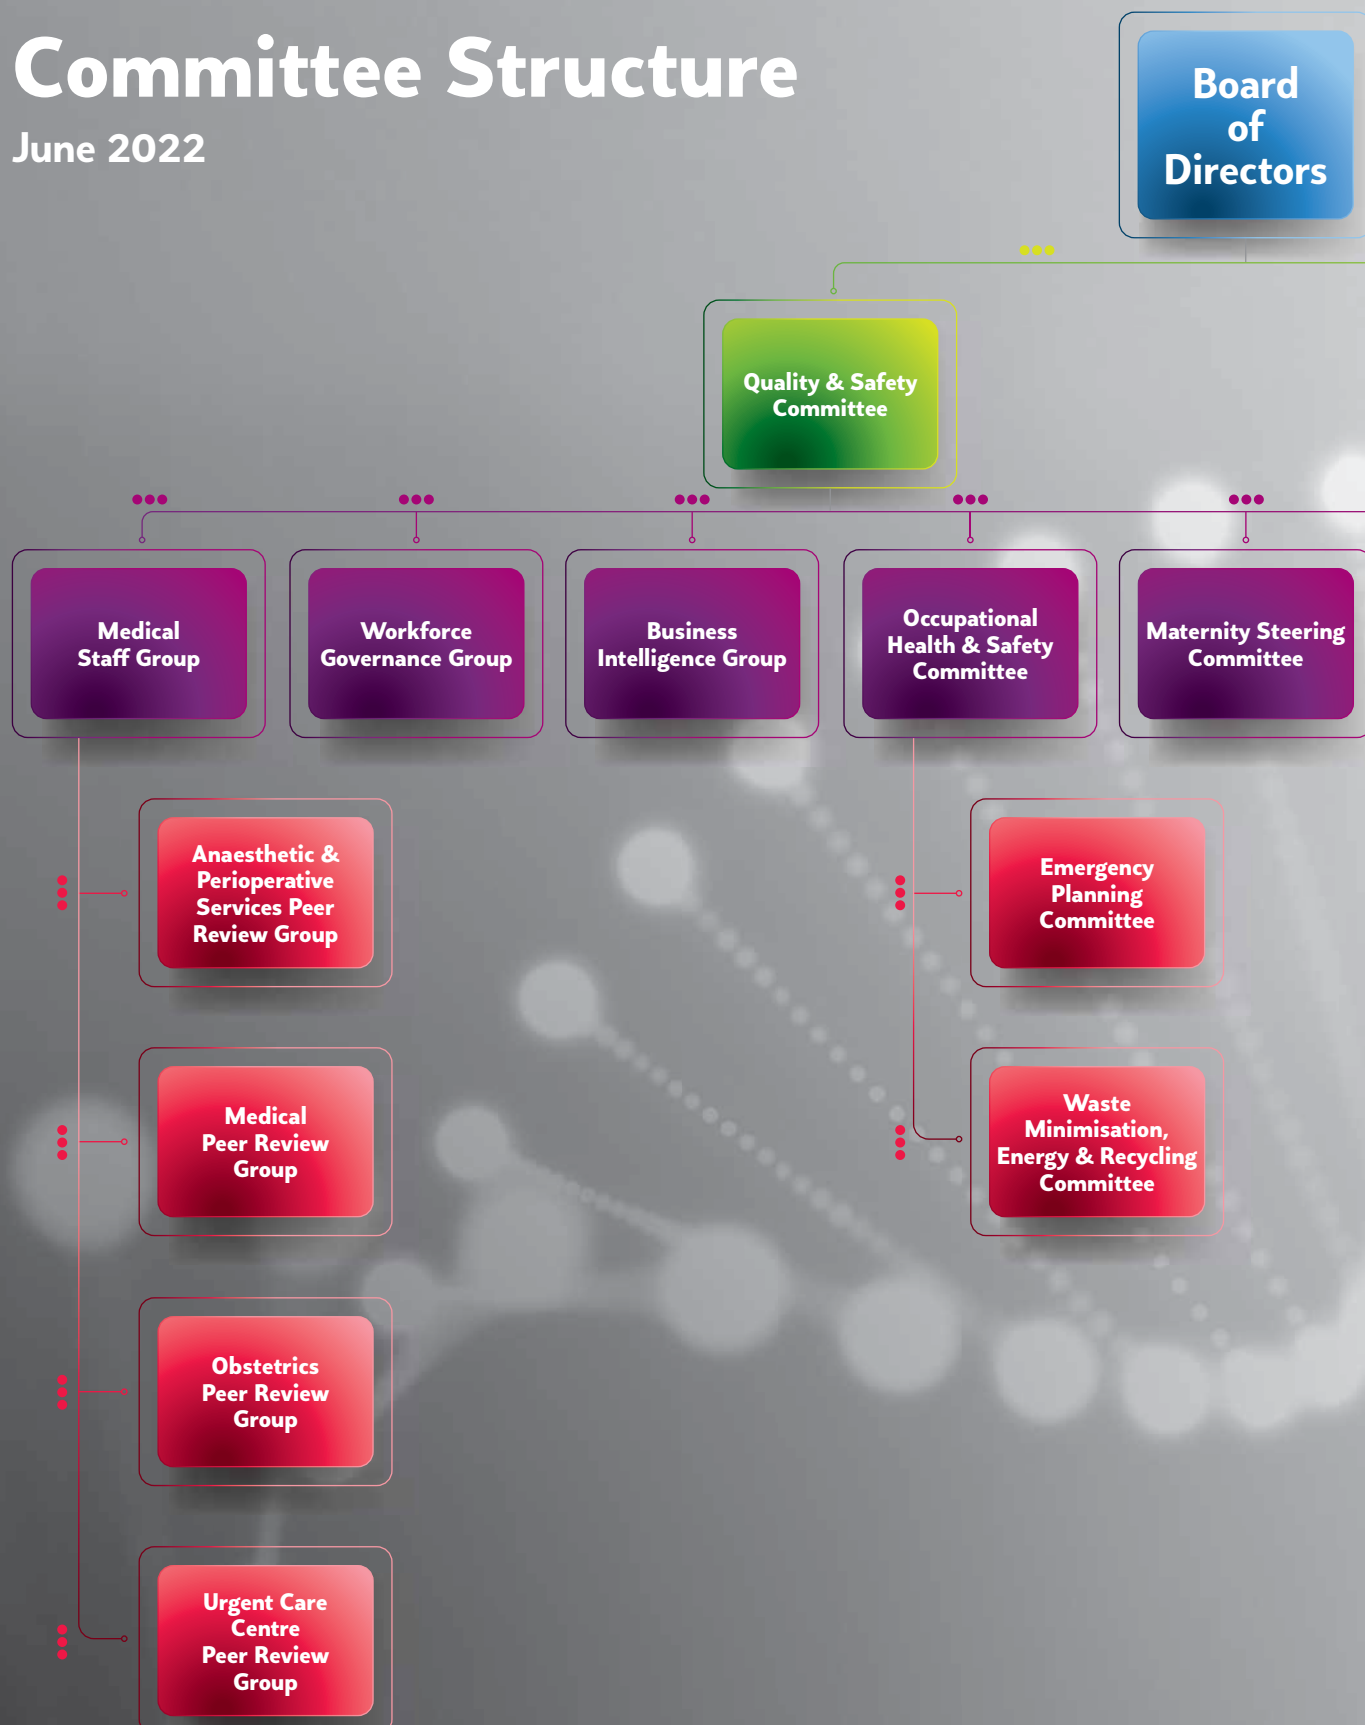 Committee Structure
June 2022
Board
of
Directors
Quality & Safety
Committee
Medical
Staff Group
Workforce
Governance Group
Business
Intelligence Group
Occupational
Health & Safety
Committee
Maternity Steering
Committee
Anaesthetic &
Perioperative
Services Peer
Review Group
Emergency
Planning
Committee
Medical
Peer Review
Group
Waste
Minimisation,
Energy & Recycling
Committee
Obstetrics
Peer Review
Group
Urgent Care
Centre
Peer Review
Group